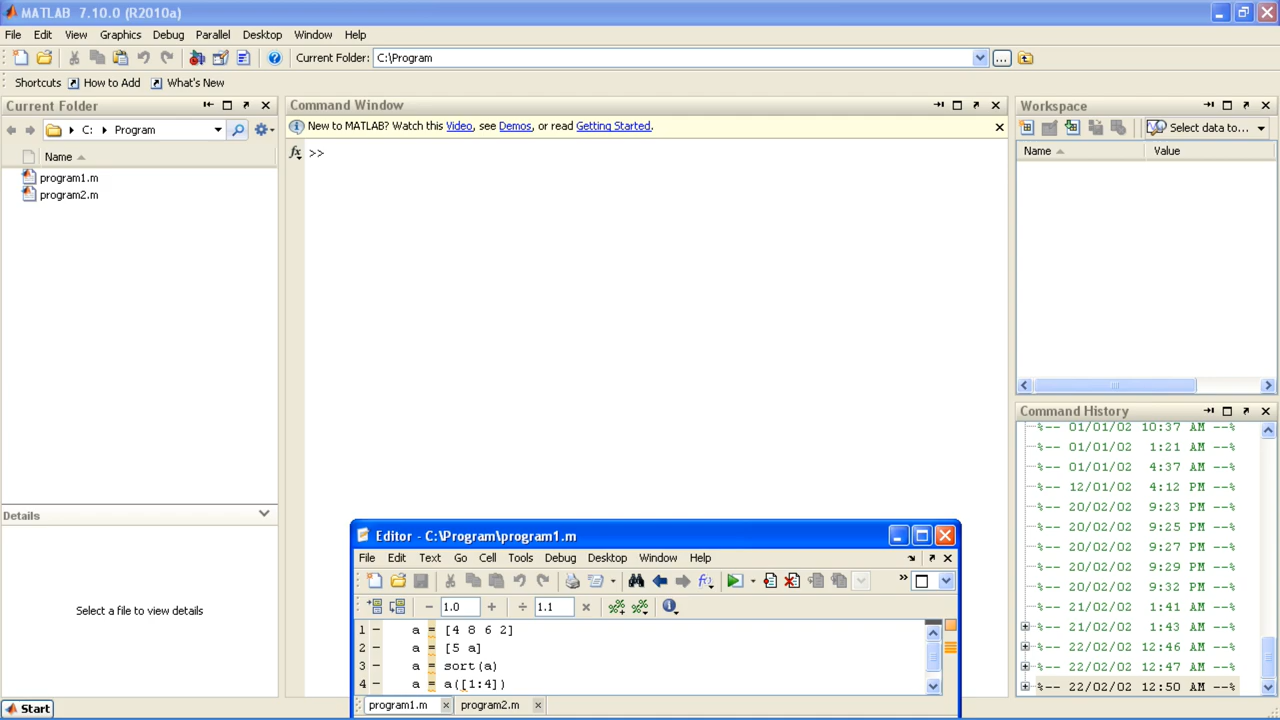 MATLAB 7.10.0 (R2010a)
File Edit View Graphics Debug Parallel Desktop Window Help
Current Folder: C:\Program
Shortcuts How to Add What's New
Current Folder
C: Program
Name
program1.m
program2.m
Details
Select a file to view details
Command Window
New to MATLAB? Watch this Video, see Demos, or read Getting Started.
fx >>
Workspace
Select data to...
Name Value
Command History
%-- 01/01/02 10:37 AM --%
%-- 01/01/02 1:21 AM --%
%-- 01/01/02 4:37 AM --%
%-- 12/01/02 4:12 PM --%
%-- 20/02/02 9:23 PM --%
%-- 20/02/02 9:25 PM --%
%-- 20/02/02 9:27 PM --%
%-- 20/02/02 9:29 PM --%
%-- 20/02/02 9:32 PM --%
%-- 21/02/02 1:41 AM --%
%-- 21/02/02 1:43 AM --%
%-- 22/02/02 12:46 AM --%
%-- 22/02/02 12:47 AM --%
%-- 22/02/02 12:50 AM --%
Editor - C:\Program\program1.m
File Edit Text Go Cell Tools Debug Desktop Window Help
1.0 1.1
1 a = [4 8 6 2]
2 a = [5 a]
3 a = sort(a)
4 a = a([1:4])
program1.m program2.m
Start